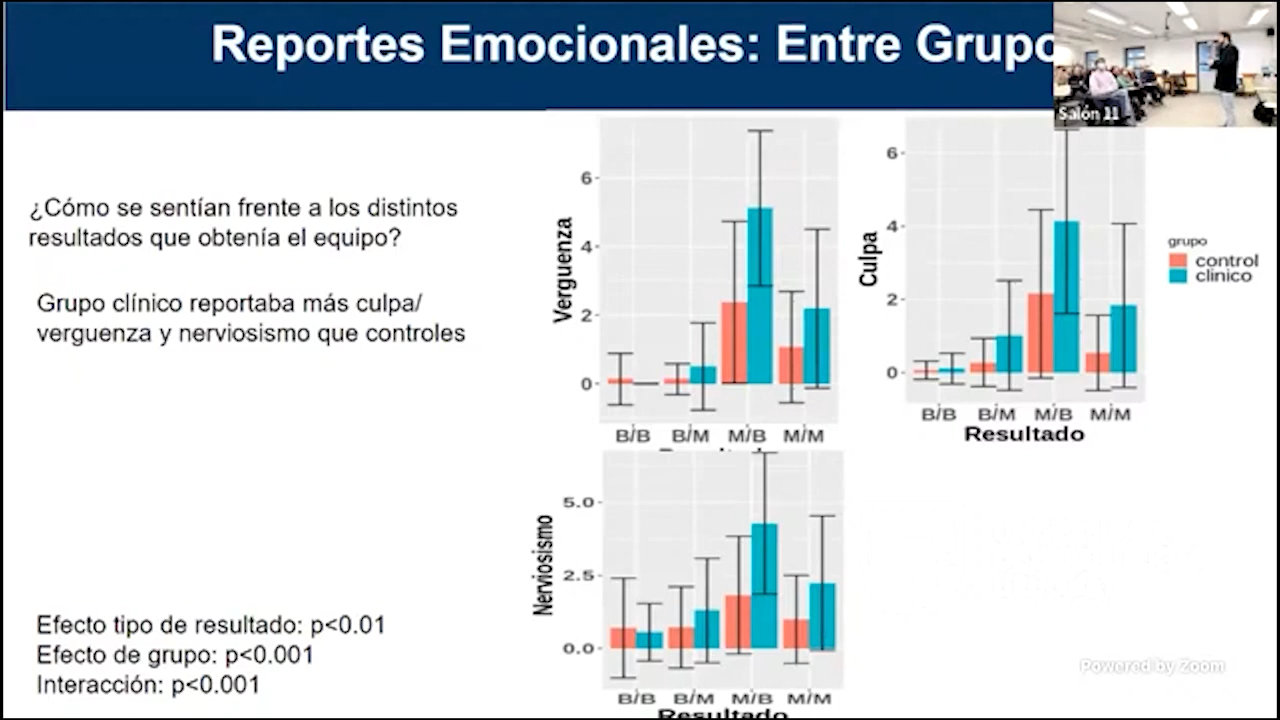 Reportes Emocionales: Entre Grupo
Salón 11
¿Cómo se sentían frente a los distintos
resultados que obtenía el equipo?
Grupo clínico reportaba más culpa/
verguenza y nerviosismo que controles
Verguenza
6
4
2
0
B/B B/M M/B M/M
Culpa
6
4
2
0
B/B B/M M/B M/M
Resultado
grupo
control
clinico
Nerviosismo
5.0
2.5
0.0
B/B B/M M/B M/M
Resultado
Efecto tipo de resultado: p<0.01
Efecto de grupo: p<0.001
Interacción: p<0.001
Powered by Zoom